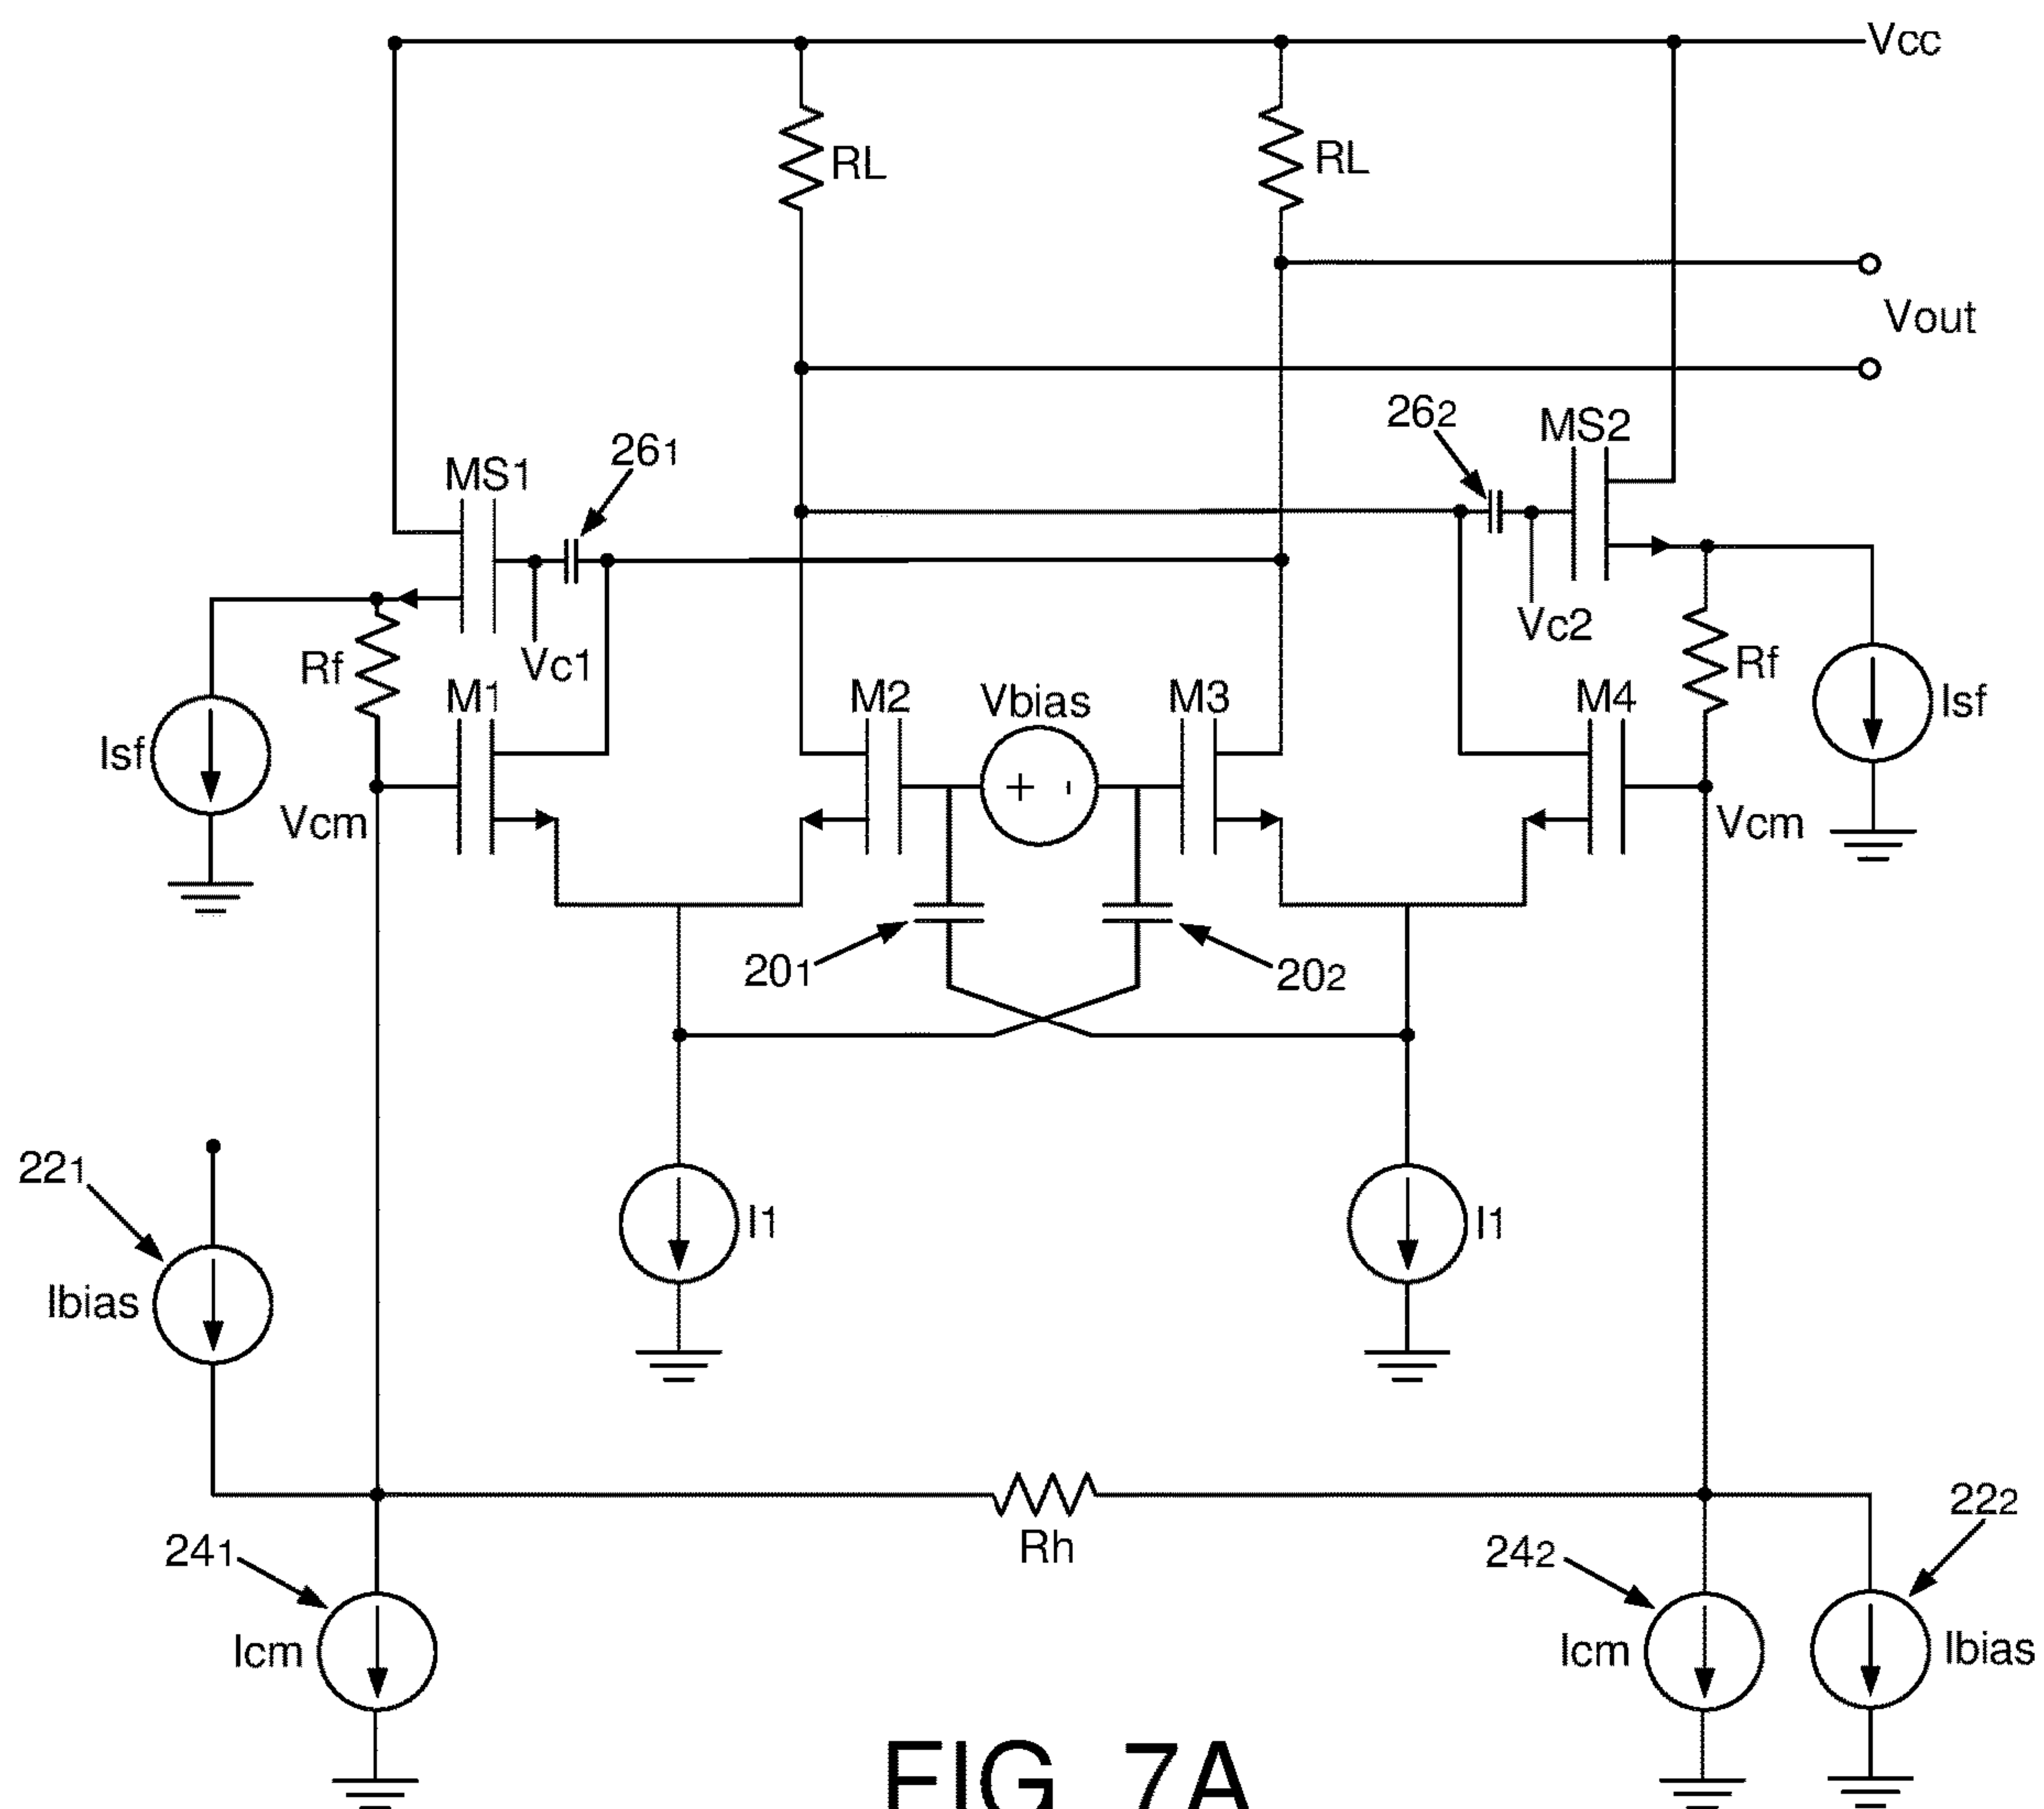 Vcc
RL
RL
Vout
262
MS2
261
MS1
Vc2
Vc1
Rf
Rf
M1
M2
Vbias
M3
M4
Isf
Isf
+ -
Vcm
Vcm
201
202
221
I1
I1
Ibias
222
Rh
241
242
Icm
Icm
Ibias
FIG. 7A